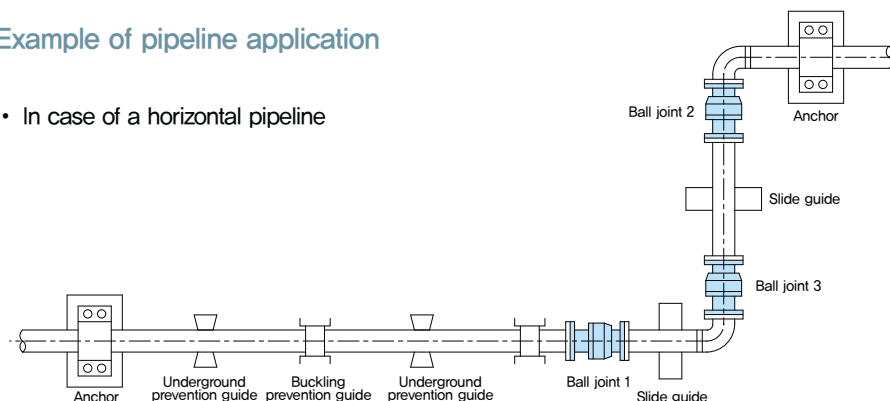 Example of pipeline application
• In case of a horizontal pipeline
Ball joint 2
Anchor
Slide guide
Ball joint 3
Anchor
Underground
prevention guide
Buckling
prevention guide
Underground
prevention guide
Ball joint 1
Slide guide